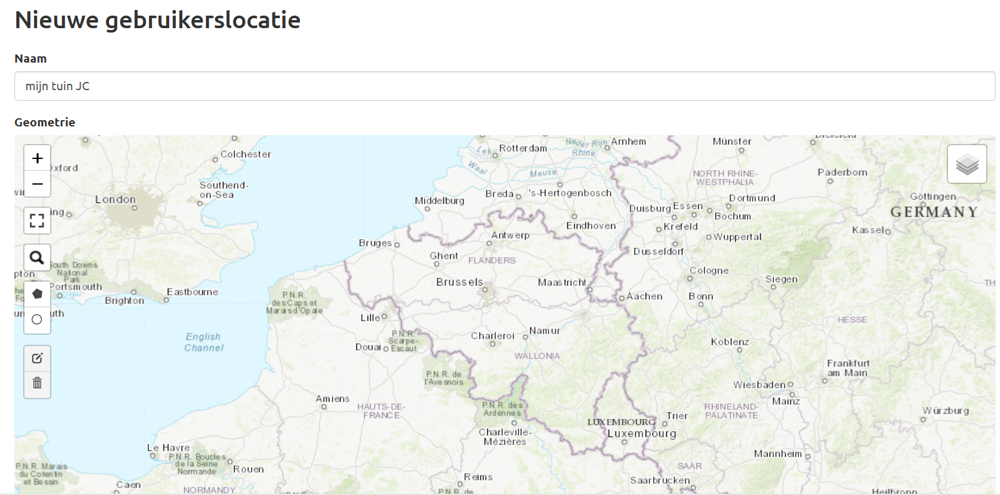 Nieuwe gebruikerslocatie
Naam
mijn tuin JC
Geometrie
Colchester
Rotterdam
Neder Rijn
Rhine
Arnhem
Münster
Lek
Waal
Meuse
NORTH RHINE-
WESTPHALIA
Paderborn
Southend-
on-Sea
London
Middelburg
Breda
's-Hertogenbosch
Dortmund
Göttingen
Duisburg
Essen
Bochum
GERMANY
Eindhoven
Krefeld
Kassel
Bruges
Antwerp
Wuppertal
Dusseldorf
Ghent
FLANDERS
South Downs
National
Park
Cologne
Brussels
Maastricht
Siegen
Portsmouth
Eastbourne
Brighton
P.N.R.
des Caps et
Marais d'Opale
Aachen
Bonn
Lille
HESSE
English
Channel
Charleroi
Namur
P.N.R.
Scarpe-
Escaut
Douai
Koblenz
WALLONIA
Frankfurt
am Main
P.N.R. de
l'Avesnois
Wiesbaden
Mainz
Amiens
HAUTS-DE-
FRANCE
P.N.R. des
Ardennes
RHINELAND-
PALATINATE
Trier
Würzburg
LUXEMBOURG
Luxembourg
Charleville-
Mézières
Le Havre
P.N.R. Boucles
de la Seine
Normande
Rouen
Mannheim
P.N.R. Marais
du Cotentin
et Bessin
SAAR
Reims
Saarbrucken
Caen
NORMANDY
P.N.R. de
Heilbronn